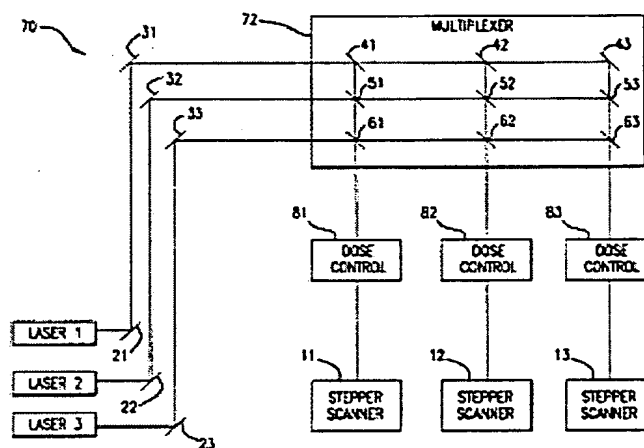 70
31
72
MULTIPLEXER
41
42
43
32
51
52
53
33
61
62
63
81
82
83
DOSE
CONTROL
DOSE
CONTROL
DOSE
CONTROL
LASER 1
21
LASER 2
22
LASER 3
23
11
12
13
STEPPER
SCANNER
STEPPER
SCANNER
STEPPER
SCANNER